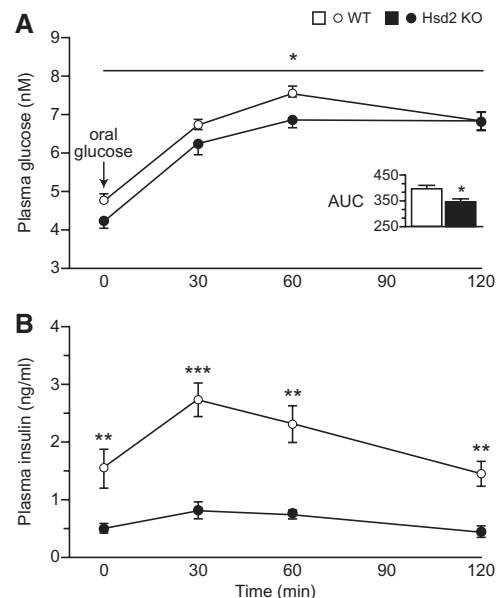 A
WT Hsd2 KO
9
*
8
7
6
5
4
3
Plasma glucose (nM)
oral
glucose
AUC
450
350
250
*
0 30 60 90 120
B
4
3
2
1
0
Plasma insulin (ng/ml)
**
***
**
**
0 30 60 90 120
Time (min)